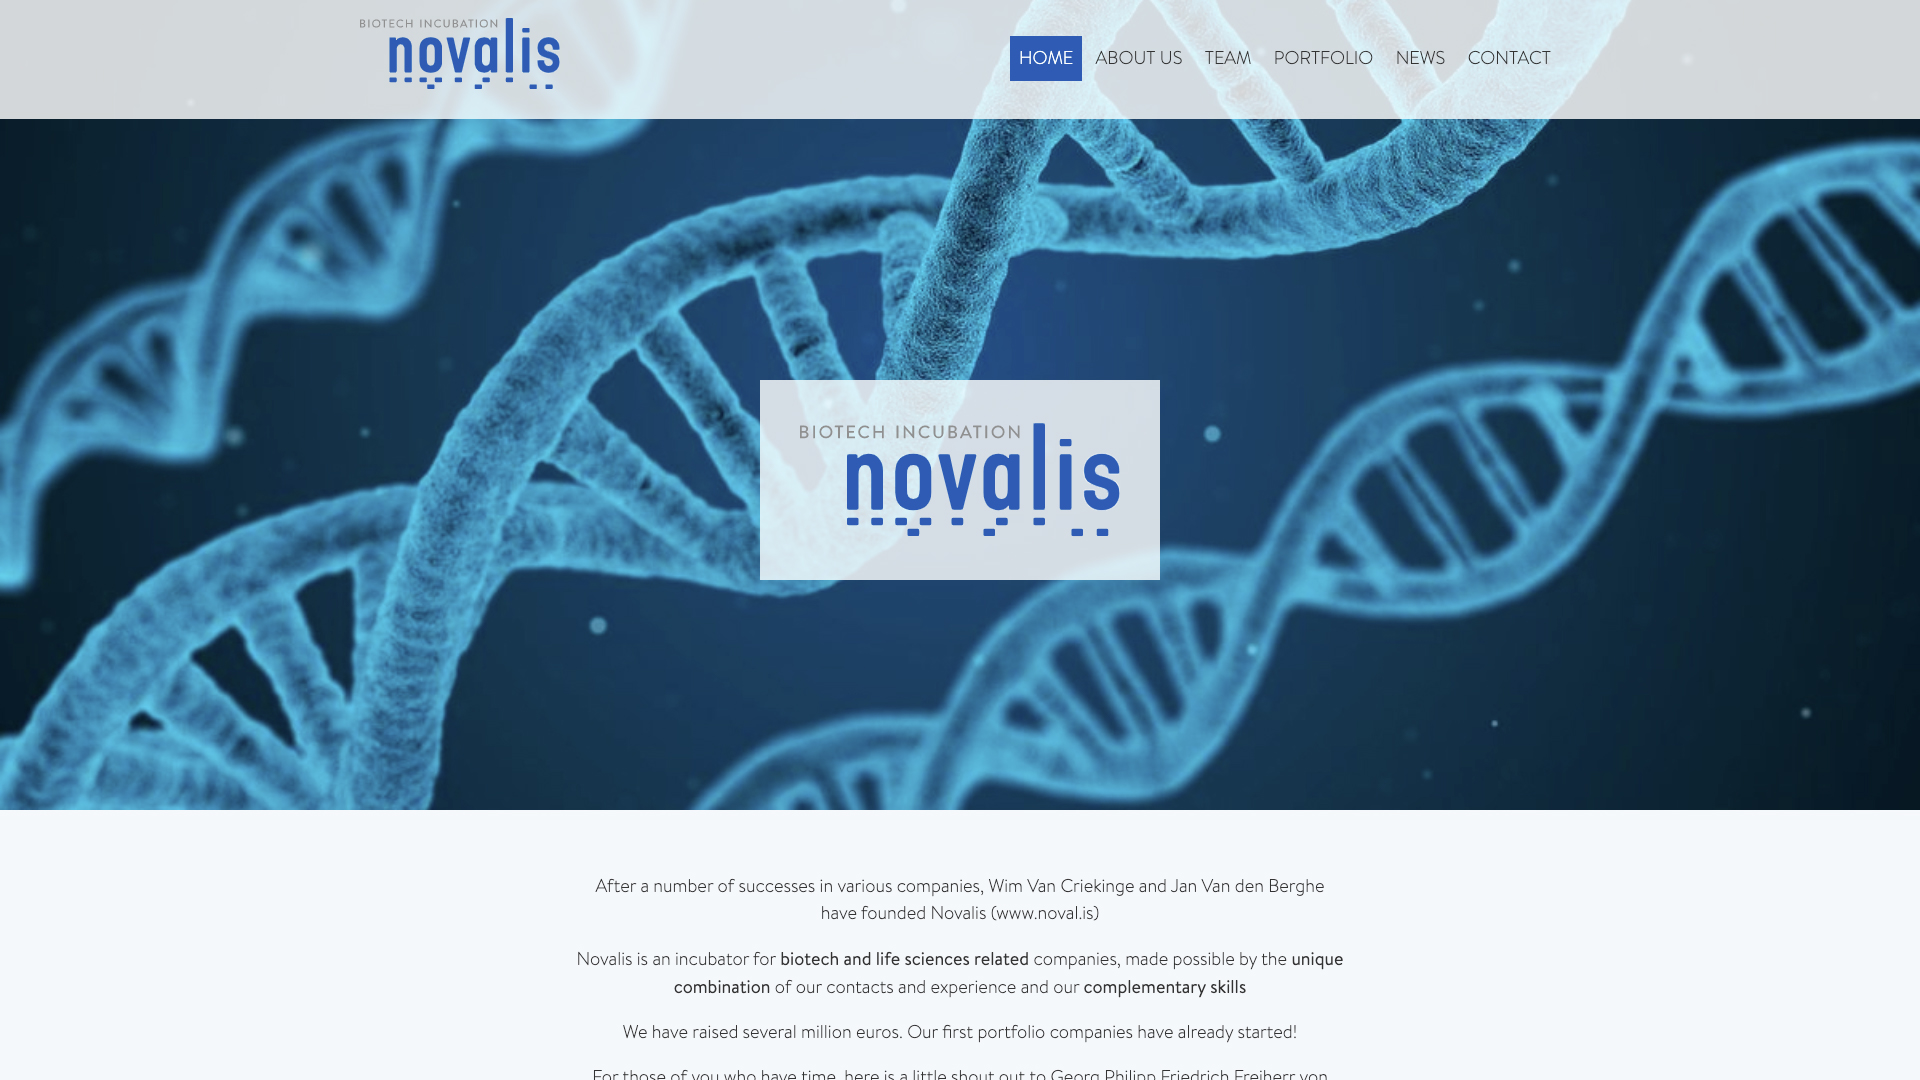 BIOTECH INCUBATION
novalis
HOME ABOUT US TEAM PORTFOLIO NEWS CONTACT
BIOTECH INCUBATION
novalis
After a number of successes in various companies, Wim Van Criekinge and Jan Van den Berghe
have founded Novalis (www.noval.is)
Novalis is an incubator for biotech and life sciences related companies, made possible by the unique
combination of our contacts and experience and our complementary skills
We have raised several million euros. Our first portfolio companies have already started!
For those of you who have time, here is a little shout out to Georg Philipp Friedrich Freiherr von